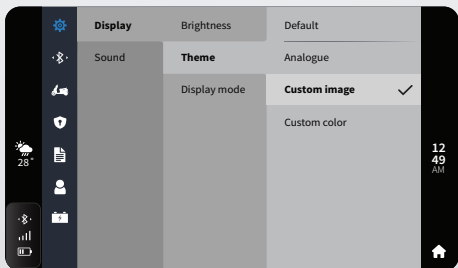 Display
Sound
Brightness
Theme
Display mode
Default
Analogue
Custom image
Custom color
28°
12
49
AM